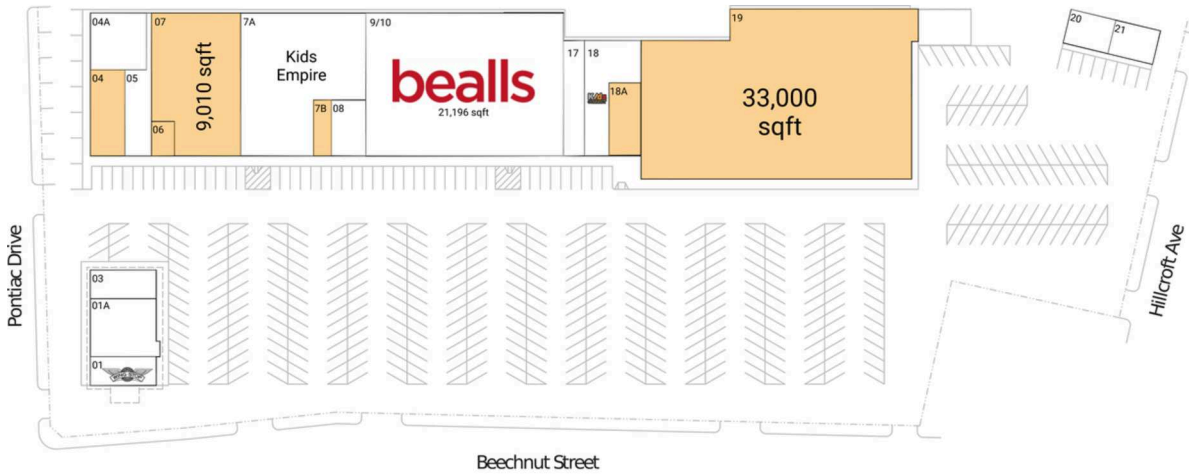 04A
07
7A
9/10
19
20
21
Kids
Empire
bealls
21,196 sqft
9,010 sqft
17
18
04
05
06
7B
08
18A
33,000
sqft
03
01A
01
Pontiac Drive
Hillcroft Ave
Beechnut Street